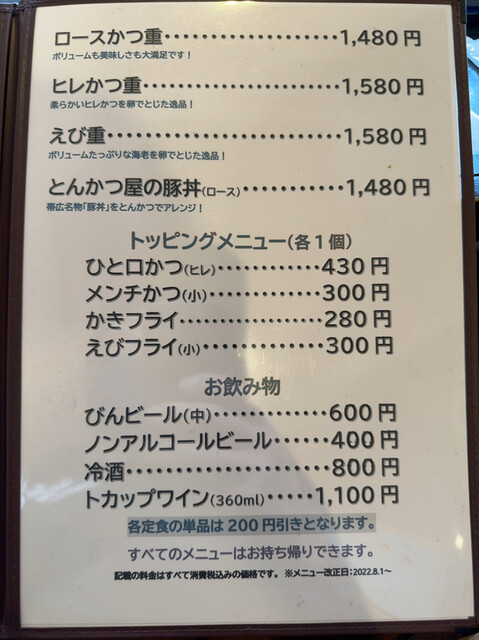 ロースかつ重・・・・・・・・・・・・・・・・・・・・1,480円
ボリュームも美味しさも大満足です！
ヒレかつ重・・・・・・・・・・・・・・・・・・・・・・1,580円
柔らかいヒレかつを卵でとじた逸品！
えび重・・・・・・・・・・・・・・・・・・・・・・・・・1,580円
ボリュームたっぷりな海老を卵でとじた逸品！
とんかつ屋の豚丼(ロース)・・・・・・・・・・・1,480円
帯広名物「豚丼」をとんかつでアレンジ！
トッピングメニュー(各１個)
ひと口かつ(ヒレ)・・・・・・・・・・・・430円
メンチかつ(小)・・・・・・・・・・・・・300円
かきフライ・・・・・・・・・・・・・・・・280円
えびフライ(小)・・・・・・・・・・・・・300円
お飲み物
びんビール(中)・・・・・・・・・・・・・600円
ノンアルコールビール・・・・・・400円
冷酒・・・・・・・・・・・・・・・・・・・・・・800円
トカップワイン(360ml)・・・・・1,100円
各定食の単品は200円引きとなります。
すべてのメニューはお持ち帰りできます。
記載の料金はすべて消費税込みの価格です。 ※メニュー改正日：2022.8.1～